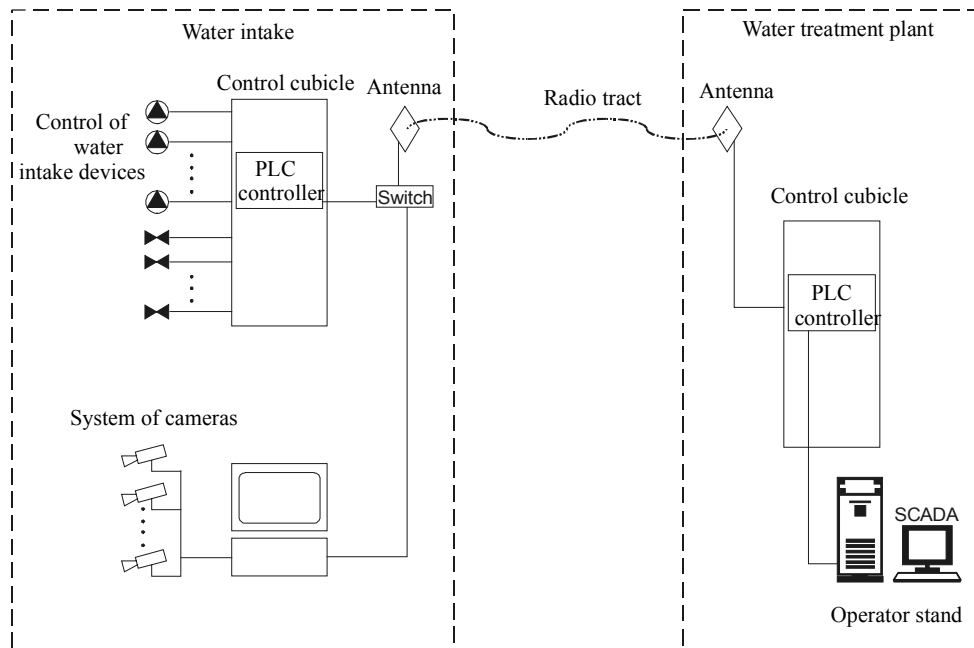 Water intake
Water treatment plant
Control cubicle
Antenna
Radio tract
Antenna
Control of
water
intake devices
PLC
controller
Switch
Control cubicle
PLC
controller
System of cameras
SCADA
Operator stand